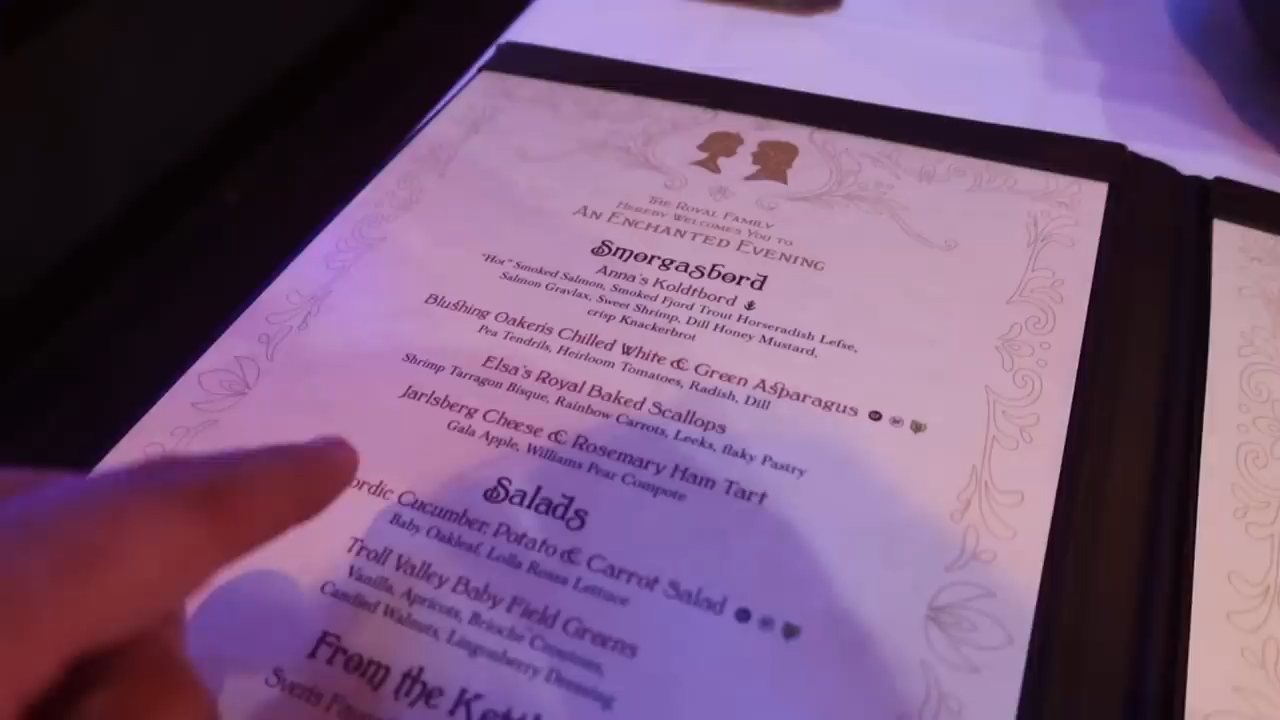 The Royal Family
Hereby Welcomes You to
An Enchanted Evening
Smorgasbord
Anna's Koldtbord
"Hot" Smoked Salmon, Smoked Fjord Trout Horseradish Lefse,
Salmon Gravlax, Sweet Shrimp, Dill Honey Mustard,
crisp Knackerbrot
Blushing Oaken's Chilled White & Green Asparagus
Pea Tendrils, Heirloom Tomatoes, Radish, Dill
Elsa's Royal Baked Scallops
Shrimp Tarragon Bisque, Rainbow Carrots, Leeks, flaky Pastry
Jarlsberg Cheese & Rosemary Ham Tart
Gala Apple, Williams Pear Compote
Salads
ordic Cucumber, Potato & Carrot Salad
Baby Oakleaf, Lolla Rossa Lettuce
Troll Valley Baby Field Greens
Vanilla, Apricots, Brioche Croutons,
Candied Walnuts, Lingonberry Dressing
From the
Sven's